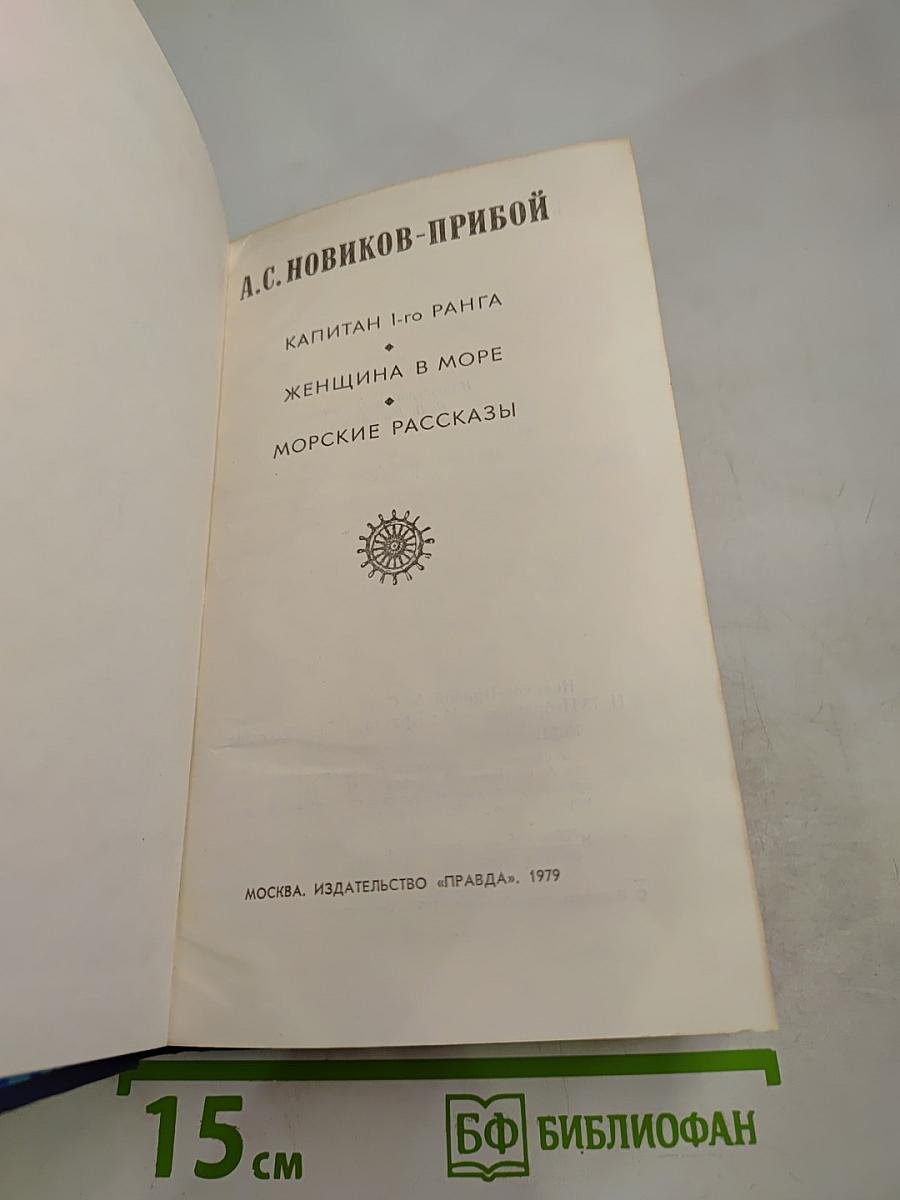 А.С. НОВИКОВ-ПРИБОЙ
КАПИТАН I-го РАНГА
ЖЕНЩИНА В МОРЕ
МОРСКИЕ РАССКАЗЫ
МОСКВА. ИЗДАТЕЛЬСТВО «ПРАВДА». 1979
15 см
БФ БИБЛИОФАН